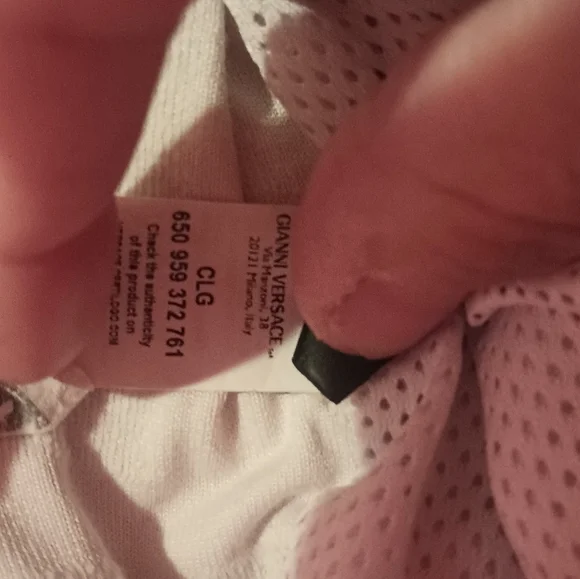 GIANNI VERSACE
Via Manzoni, 38
20121 Milano, Italy
CLG
650 959 372 761
Check the authenticity
of this product on